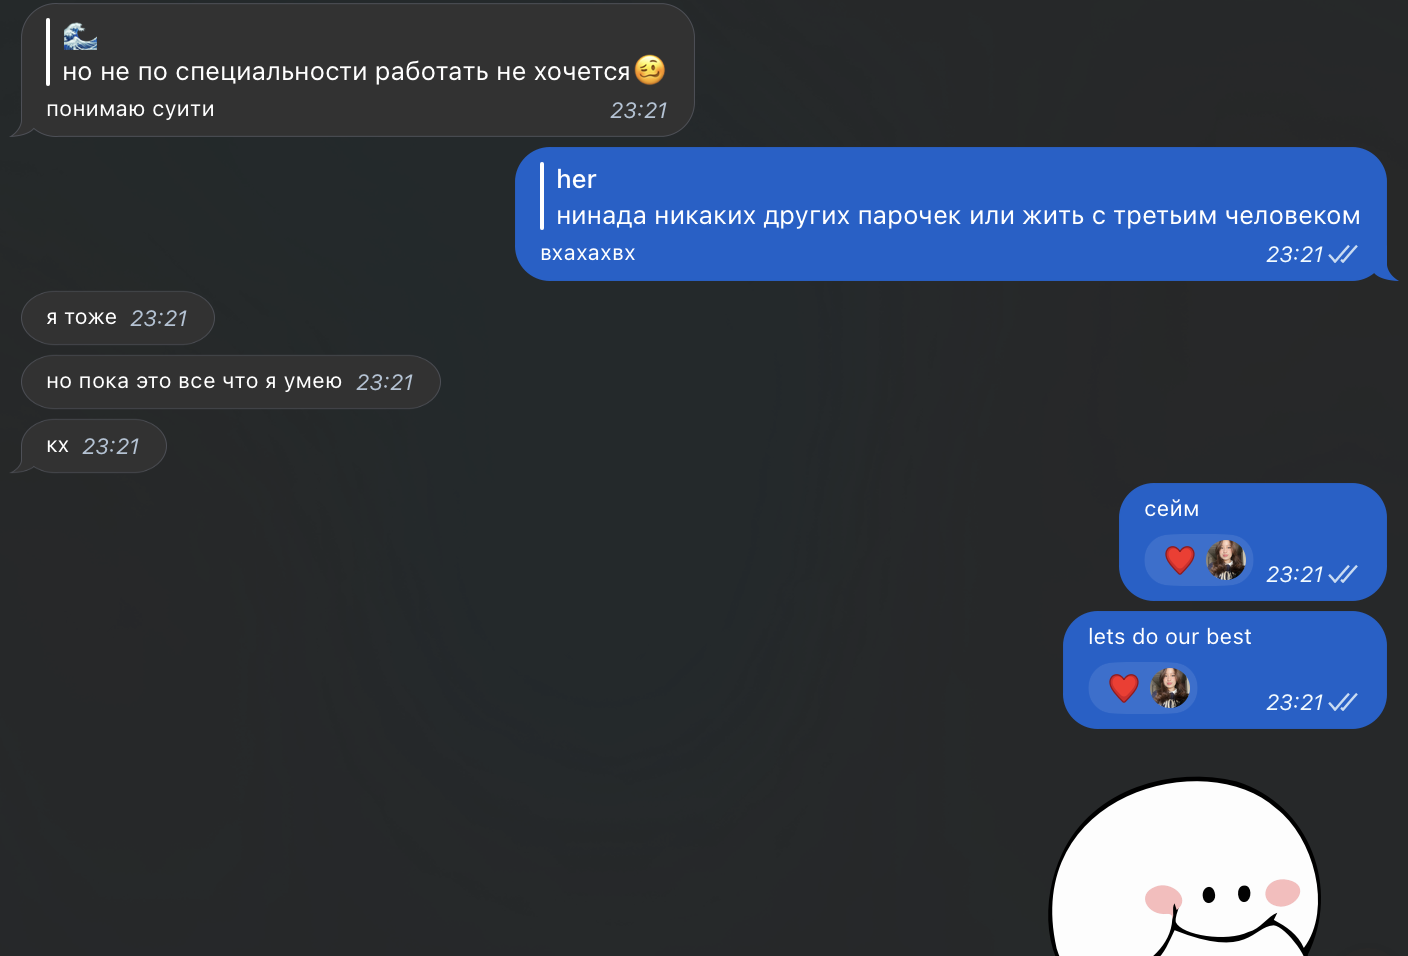 🌊
но не по специальности работать не хочется🥴
понимаю суити 23:21
her
нинада никаких других парочек или жить с третьим человеком
вхахахвх 23:21
я тоже 23:21
но пока это все что я умею 23:21
кх 23:21
сейм
❤️ 23:21
lets do our best
❤️ 23:21